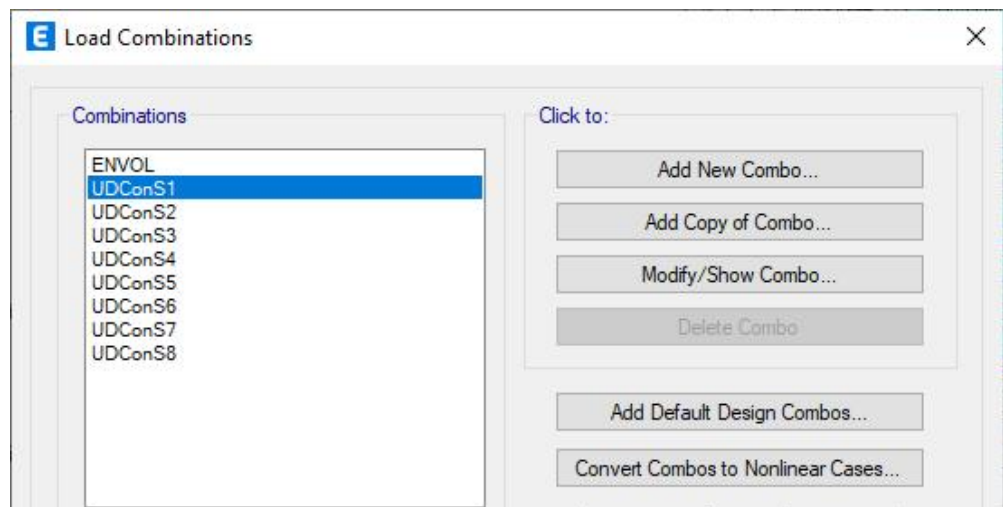 E Load Combinations
Combinations
ENVOL
UDConS1
UDConS2
UDConS3
UDConS4
UDConS5
UDConS6
UDConS7
UDConS8
Click to:
Add New Combo...
Add Copy of Combo...
Modify/Show Combo...
Delete Combo
Add Default Design Combos...
Convert Combos to Nonlinear Cases...